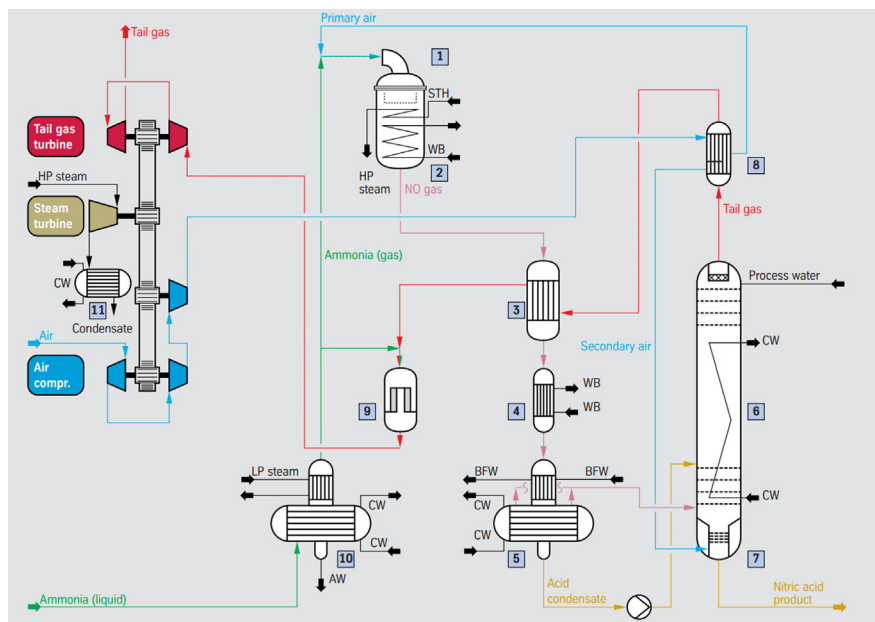 Primary air
Tail gas
1
STH
Tail gas
turbine
WB
8
HP steam
HP
steam
2
NO gas
Steam
turbine
Tail gas
Ammonia (gas)
CW
Process water
11
3
Condensate
Air
Secondary air
CW
Air
compr.
WB
9
4
WB
6
LP steam
BFW
BFW
CW
CW
CW
CW
CW
10
5
7
AW
Acid
condensate
Nitric acid
product
Ammonia (liquid)